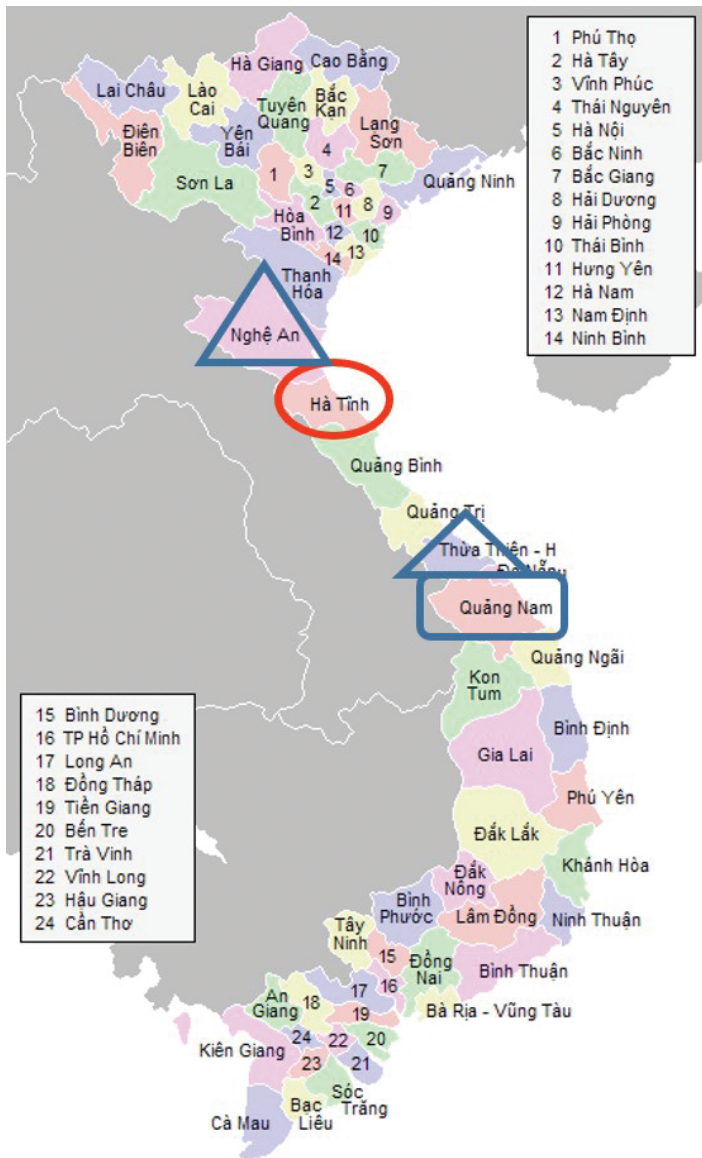 Hà Giang
Cao Bằng
Lai Châu
Lào
Cai
Tuyên
Quang
Bắc
Kạn
Điên
Biên
Yên
Bái
Lang
Sơn
Sơn La
Quảng Ninh
Hòa
Bình
1
2
3
4
5
6
7
8
9
10
11
12
13
14
Thanh
Hóa
Nghệ An
Hà Tĩnh
Quảng Bình
Quảng Trị
Thừa Thiên - H
Quảng Nam
Quảng Ngãi
Kon
Tum
Bình Định
Gia Lai
Phú Yên
Đắk Lắk
Khánh Hòa
Đắk
Nông
Bình
Phước
Lâm Đồng
Ninh Thuận
Tây
Ninh
Đồng
Nai
Bình Thuận
Bà Rịa - Vũng Tàu
An
Giang
Kiên Giang
Sóc
Trăng
Bạc
Liêu
Cà Mau
15
16
17
18
19
20
21
22
23
24
1 Phú Thọ
2 Hà Tây
3 Vĩnh Phúc
4 Thái Nguyên
5 Hà Nội
6 Bắc Ninh
7 Bắc Giang
8 Hải Dương
9 Hải Phòng
10 Thái Bình
11 Hưng Yên
12 Hà Nam
13 Nam Định
14 Ninh Bình
15 Bình Dương
16 TP Hồ Chí Minh
17 Long An
18 Đồng Tháp
19 Tiền Giang
20 Bến Tre
21 Trà Vinh
22 Vĩnh Long
23 Hậu Giang
24 Cần Thơ